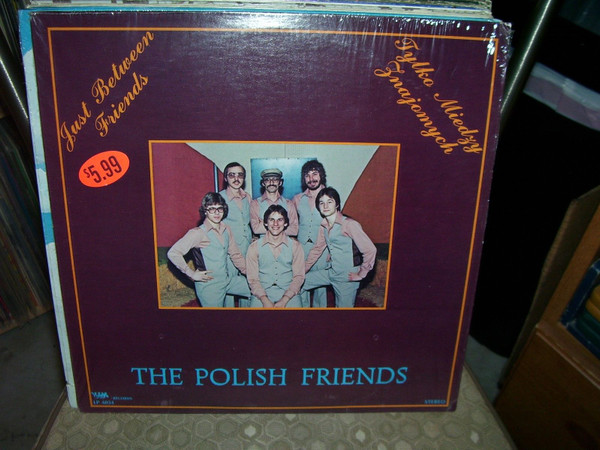 Just Between
Friends
Tylko Miedzy
Znajomych
$5.99
THE POLISH FRIENDS
STEREO